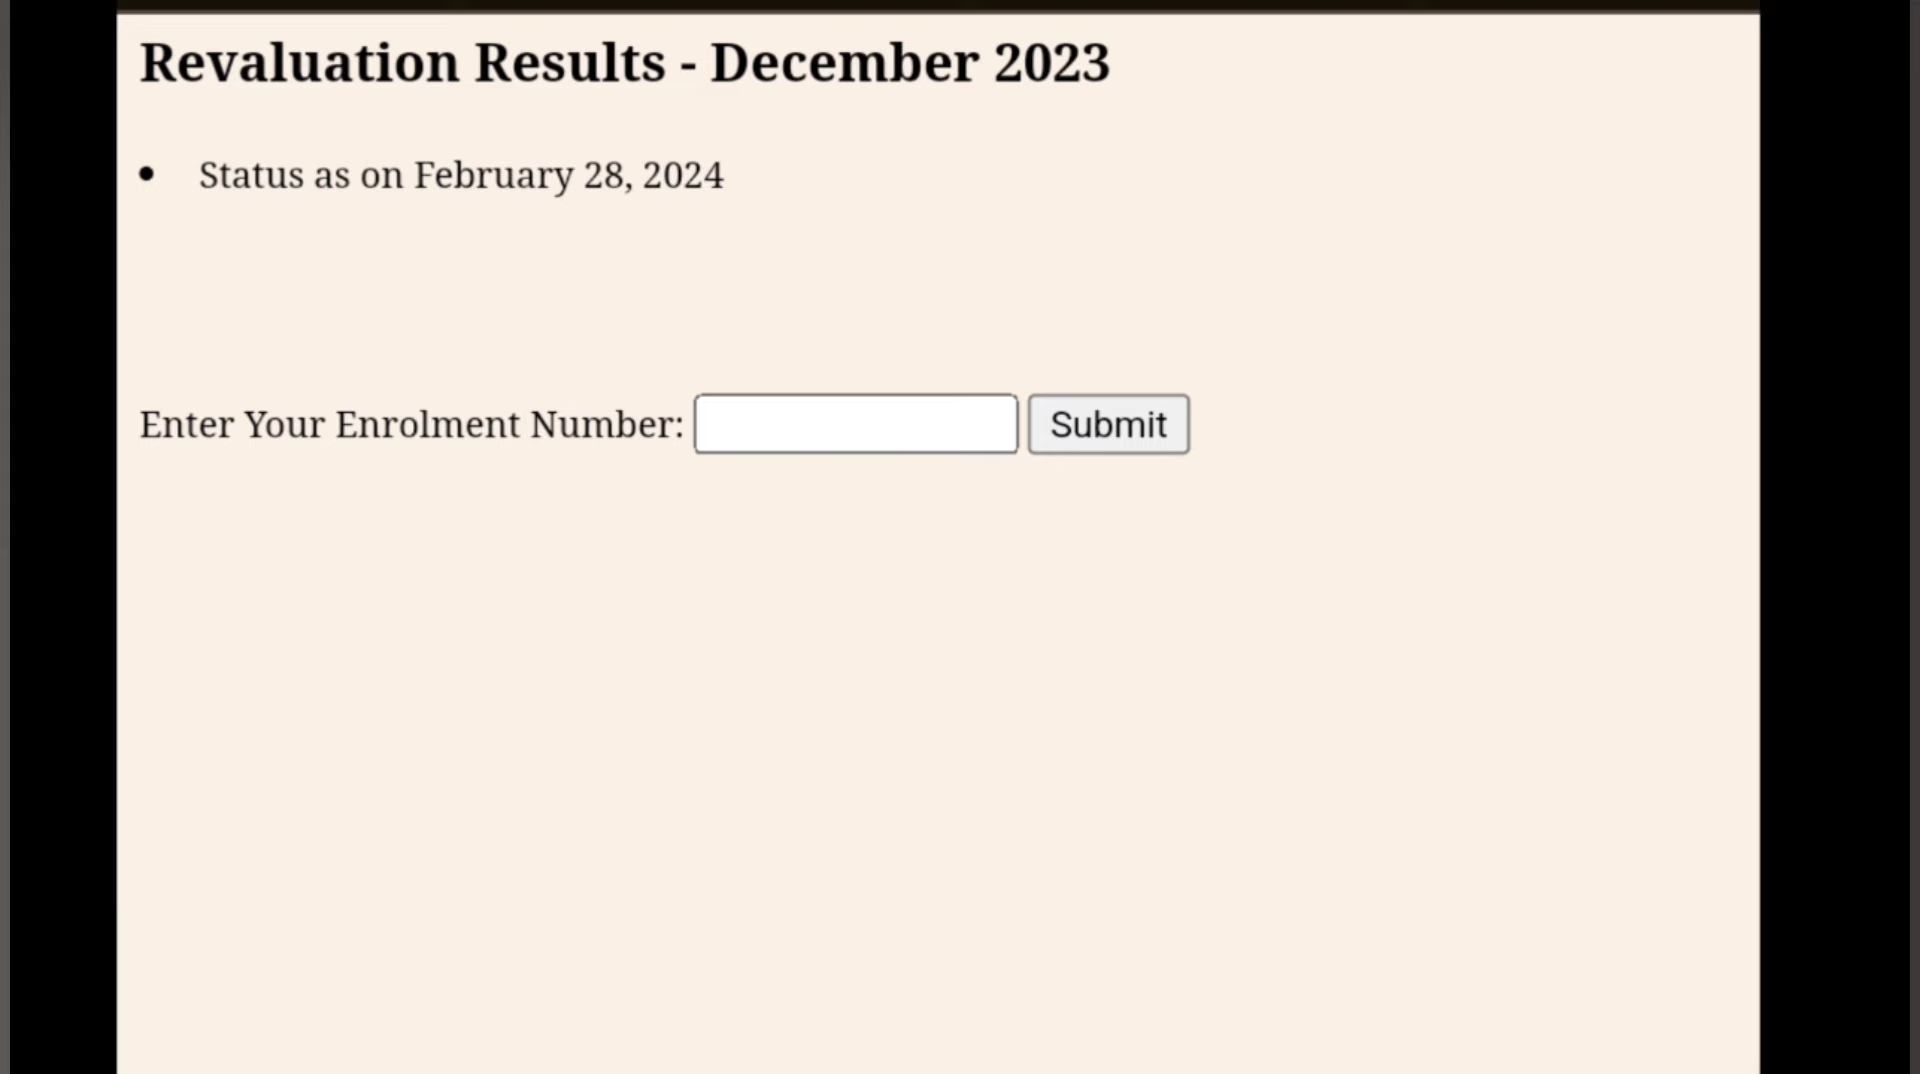 Revaluation Results - December 2023
• Status as on February 28, 2024
Enter Your Enrolment Number: Submit